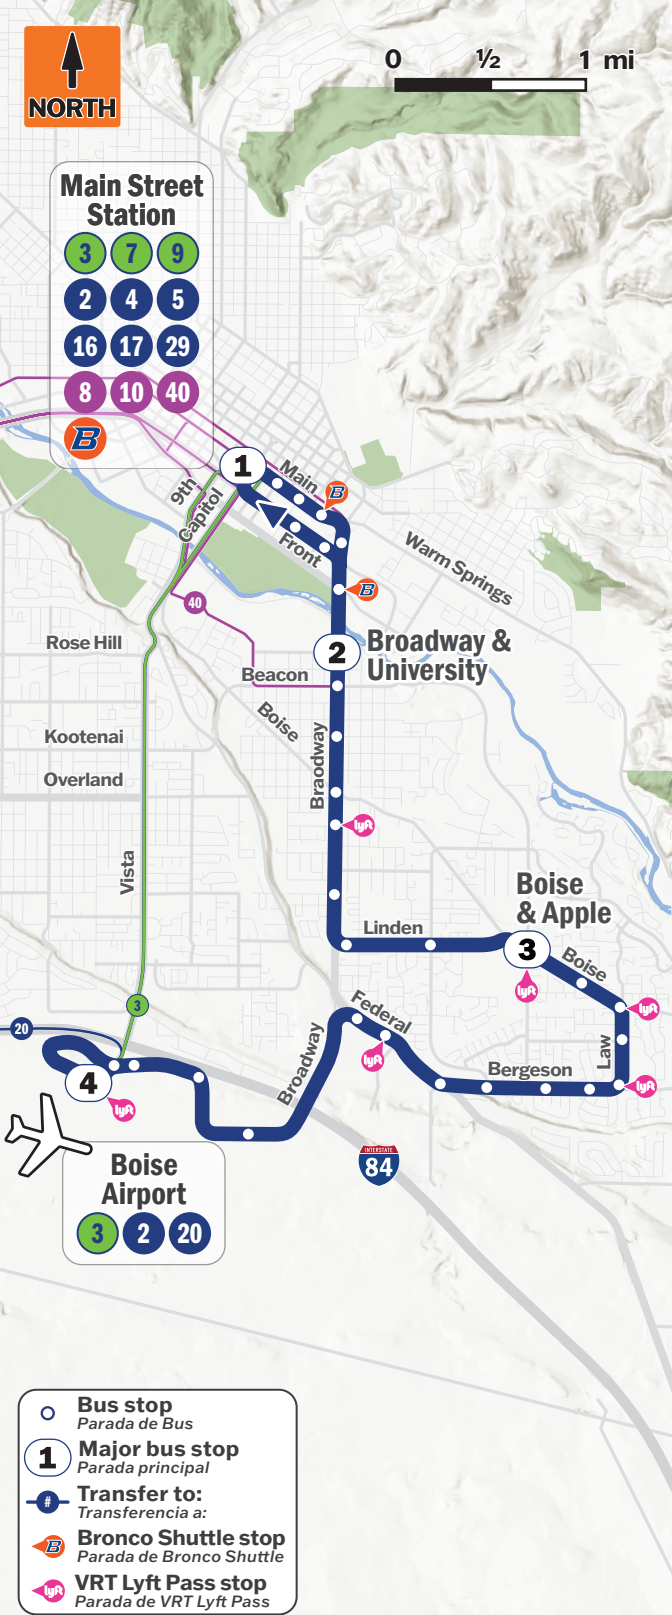 NORTH
0 ½ 1 mi
Main Street
Station
3 7 9
2 4 5
16 17 29
8 10 40
B
1
Main
B
9th
Capitol
Front
Warm Springs
B
40
2
Broadway &
University
Rose Hill
Beacon
Boise
Kootenai
Braodway
Overland
lyft
Vista
Boise
& Apple
Linden
3
Boise
lyft
3
lyft
20
Federal
Broadway
Law
lyft
Bergeson
4
lyft
lyft
INTERSTATE
84
Boise
Airport
3 2 20
Bus stop
Parada de Bus
1
Major bus stop
Parada principal
#
Transfer to:
Transferencia a:
B
Bronco Shuttle stop
Parada de Bronco Shuttle
lyft
VRT Lyft Pass stop
Parada de VRT Lyft Pass